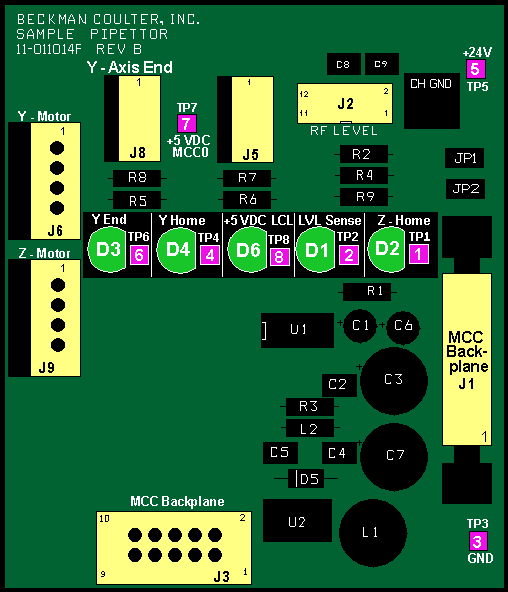 BECKMAN COULTER, INC.
SAMPLE PIPETTOR
11-011014F REV B
Y - Axis End
+24V
5
TP5
C8
C9
CH GND
1
J8
TP7
7
+5 VDC
MCC0
1
J5
12
2
11
1
J2
RF LEVEL
Y - Motor
1
J6
R8
R5
R7
R6
R2
R4
R9
JP1
JP2
Y End
D3
TP6
6
Y Home
D4
TP4
4
+5 VDC LCL
D6
TP8
8
LVL Sense
D1
TP2
2
Z - Home
D2
TP1
1
Z - Motor
1
J9
R1
U1
C1
C6
MCC
Back-
plane
J1
1
C2
C3
R3
L2
C5
C4
C7
D5
MCC Backplane
10
2
9
1
J3
U2
L1
TP3
3
GND